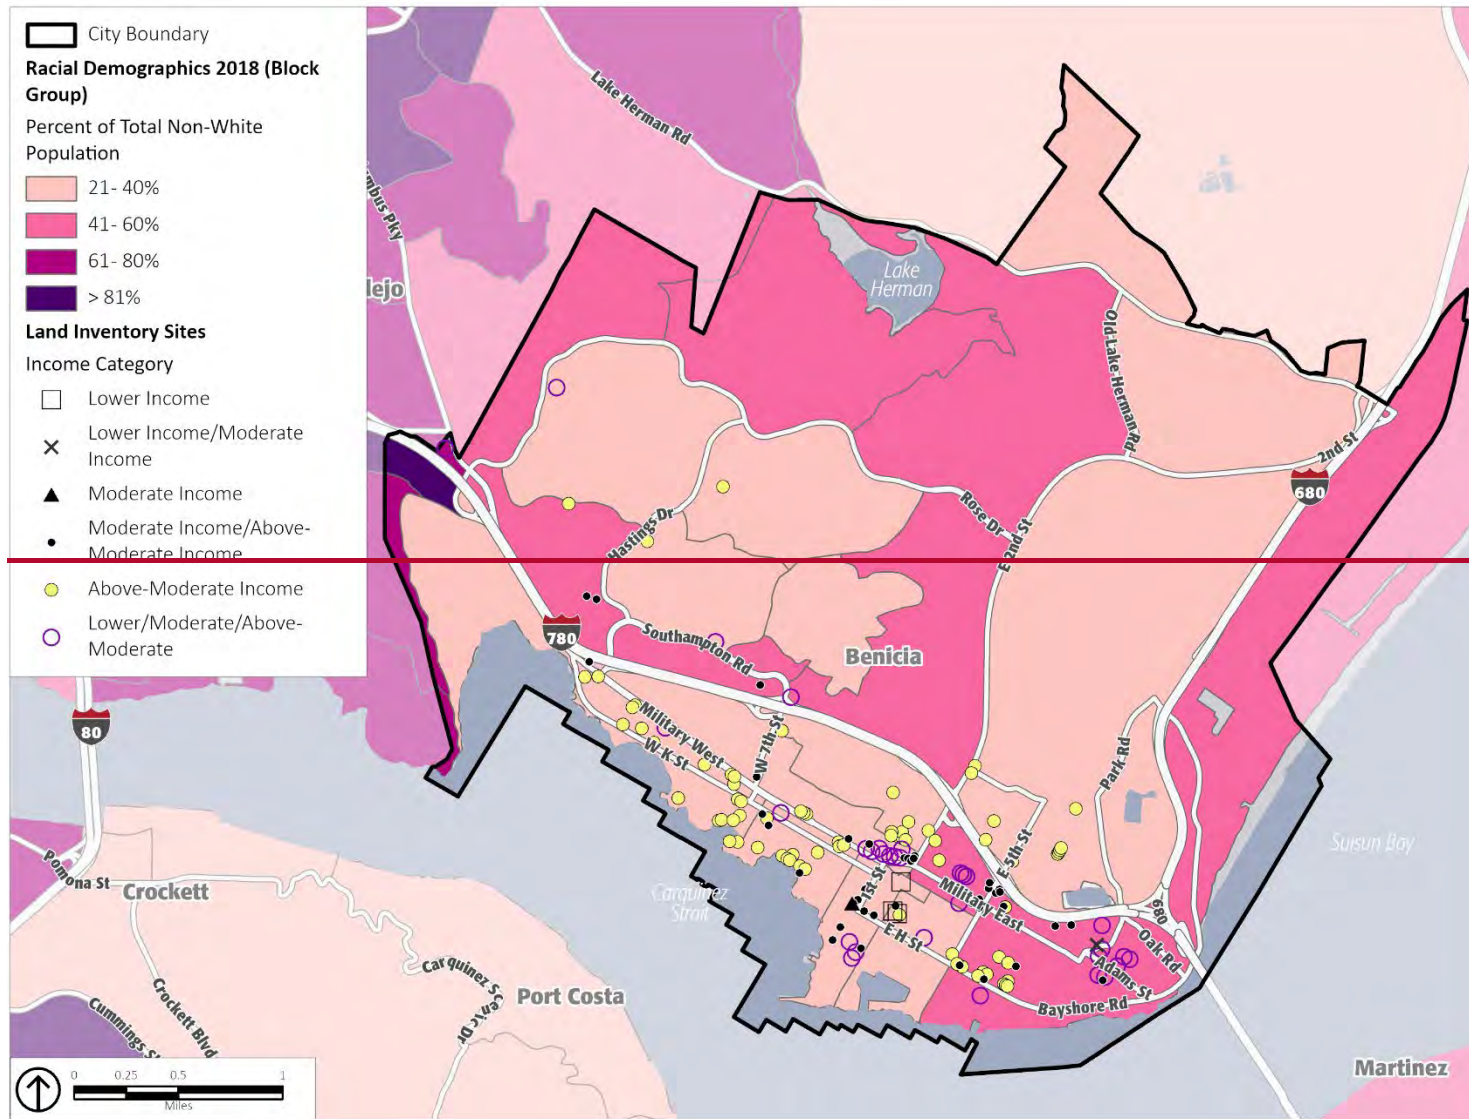 City Boundary
Racial Demographics 2018 (Block
Group)
Percent of Total Non-White
Population
21- 40%
41- 60%
61- 80%
> 81%
Land Inventory Sites
Income Category
Lower Income
Lower Income/Moderate
Income
Moderate Income
Moderate Income/Above-
Moderate Income
Above-Moderate Income
Lower/Moderate/Above-
Moderate
Lake Herman Rd
mbus Pky
lejo
Lake
Herman
Old Lake Herman Rd
2nd St
680
Rose Dr
E 2nd St
Hastings Dr
780
Southampton Rd
Benicia
80
Military West
W K St
W 7th St
Park Rd
Suisun Bay
E 5th St
1st St
Military East
Carquinez
Strait
E H St
680
Oak Rd
Adams St
Bayshore Rd
Pomona St
Crockett
Crockett Blvd
Carquinez Scenic Dr
Port Costa
Martinez
0
0.25
0.5
1
Miles